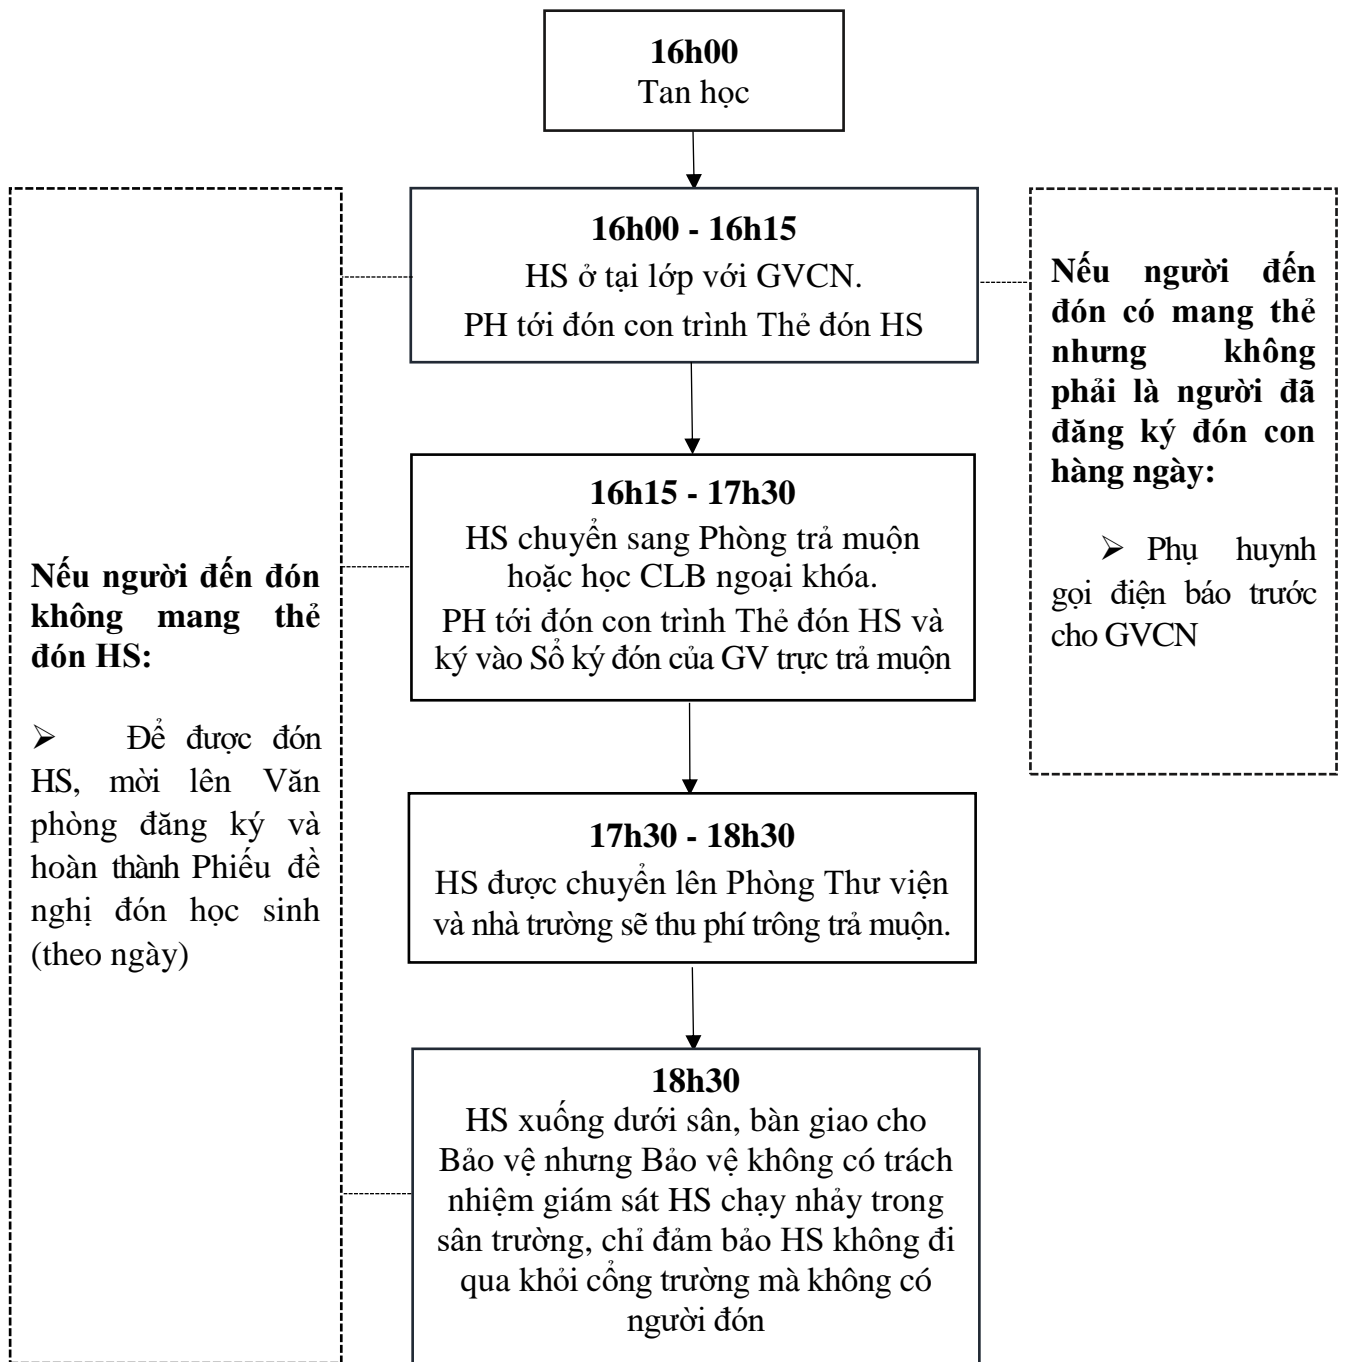 16h00
Tan học
16h00 - 16h15
HS ở tại lớp với GVCN.
PH tới đón con trình Thẻ đón HS
Nếu người đến
đón có mang thẻ
nhưng không
phải là người đã
đăng ký đón con
hàng ngày:
➢ Phụ huynh
gọi điện báo trước
cho GVCN
16h15 - 17h30
HS chuyển sang Phòng trả muộn
hoặc học CLB ngoại khóa.
PH tới đón con trình Thẻ đón HS và
ký vào Sổ ký đón của GV trực trả muộn
Nếu người đến đón
không mang thẻ
đón HS:
➢ Để được đón
HS, mời lên Văn
phòng đăng ký và
hoàn thành Phiếu đề
nghị đón học sinh
(theo ngày)
17h30 - 18h30
HS được chuyển lên Phòng Thư viện
và nhà trường sẽ thu phí trông trả muộn.
18h30
HS xuống dưới sân, bàn giao cho
Bảo vệ nhưng Bảo vệ không có trách
nhiệm giám sát HS chạy nhảy trong
sân trường, chỉ đảm bảo HS không đi
qua khỏi cổng trường mà không có
người đón